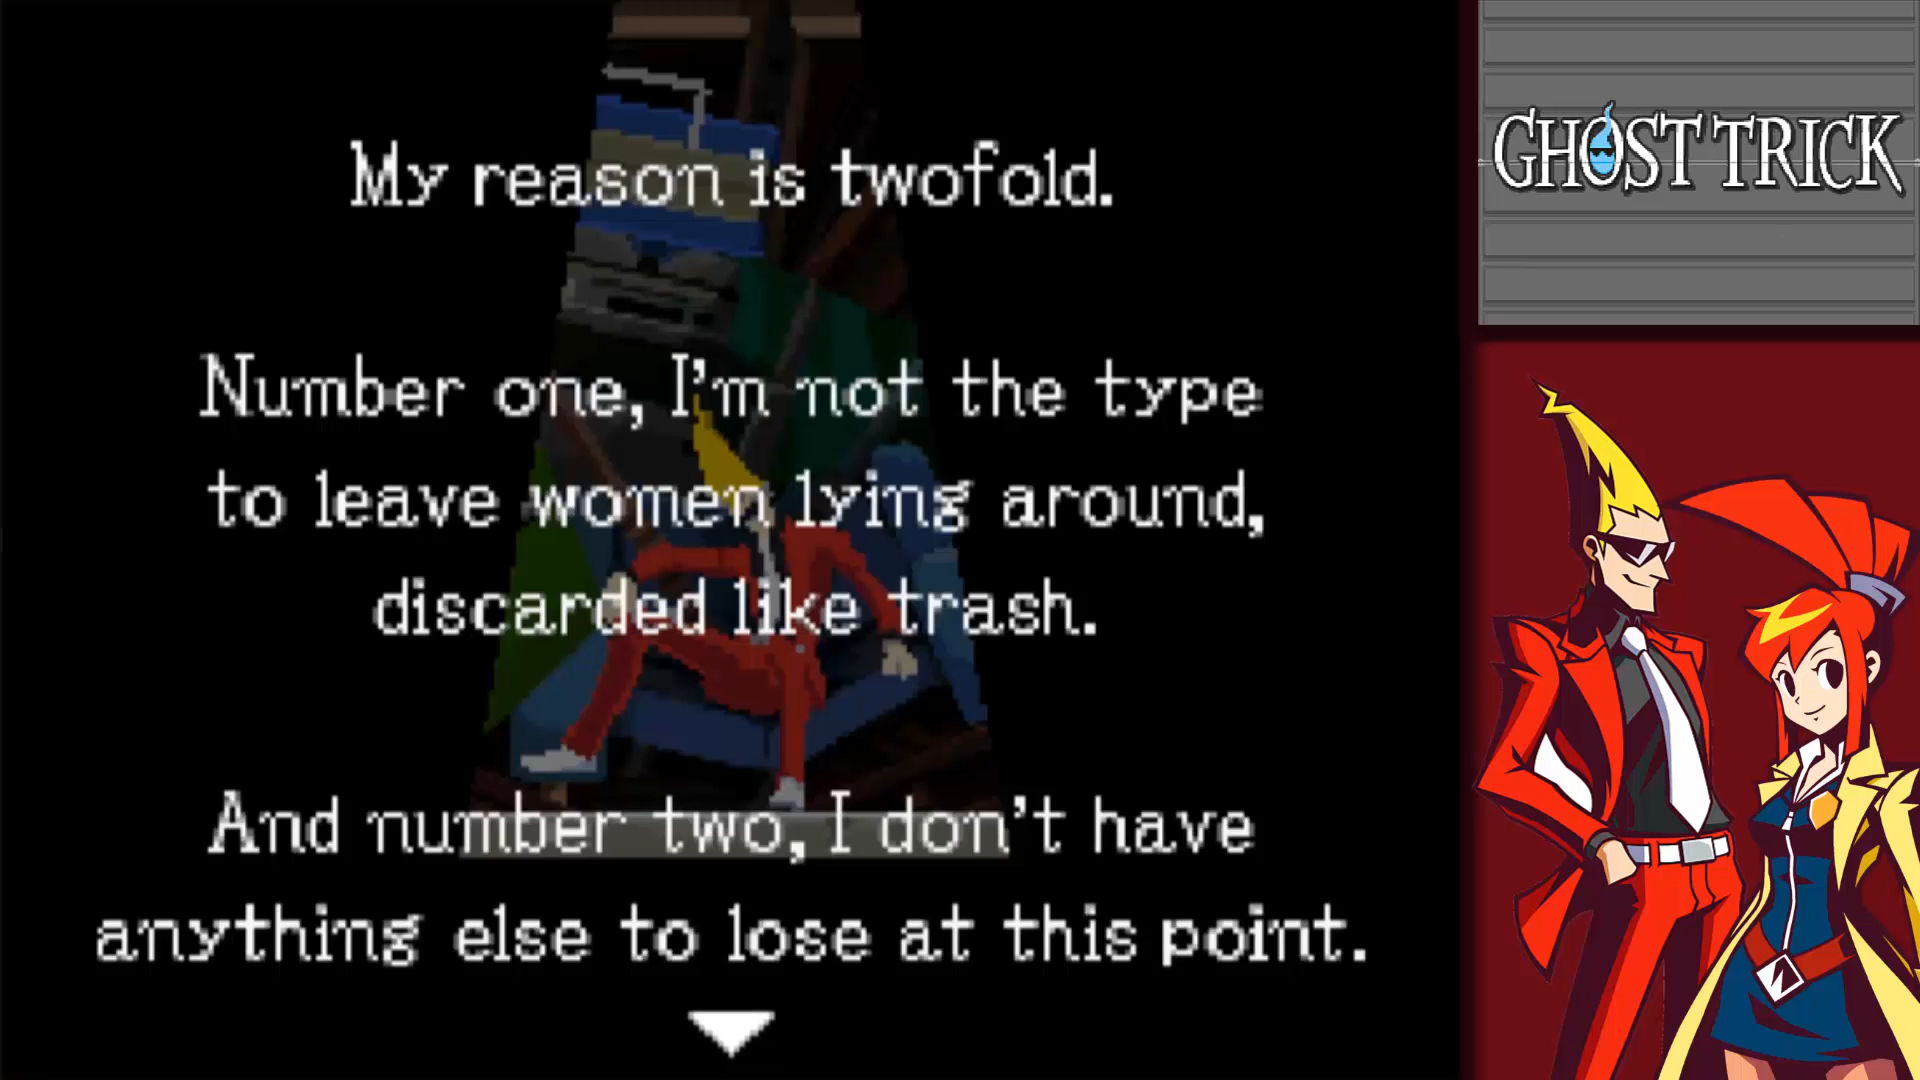 My reason is twofold.
Number one, I'm not the type
to leave women lying around,
discarded like trash.
And number two, I don't have
anything else to lose at this point.
GHOST TRICK